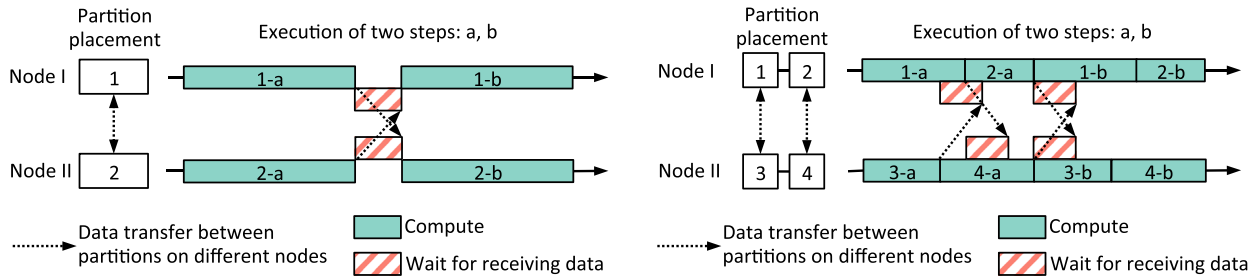 Partition
placement
Execution of two steps: a, b
Node I
1
1-a
1-b
Node II
2
2-a
2-b
Data transfer between
partitions on different nodes
Compute
Wait for receiving data
Partition
placement
Execution of two steps: a, b
Node I
1
2
1-a
2-a
1-b
2-b
Node II
3
4
3-a
4-a
3-b
4-b
Data transfer between
partitions on different nodes
Compute
Wait for receiving data